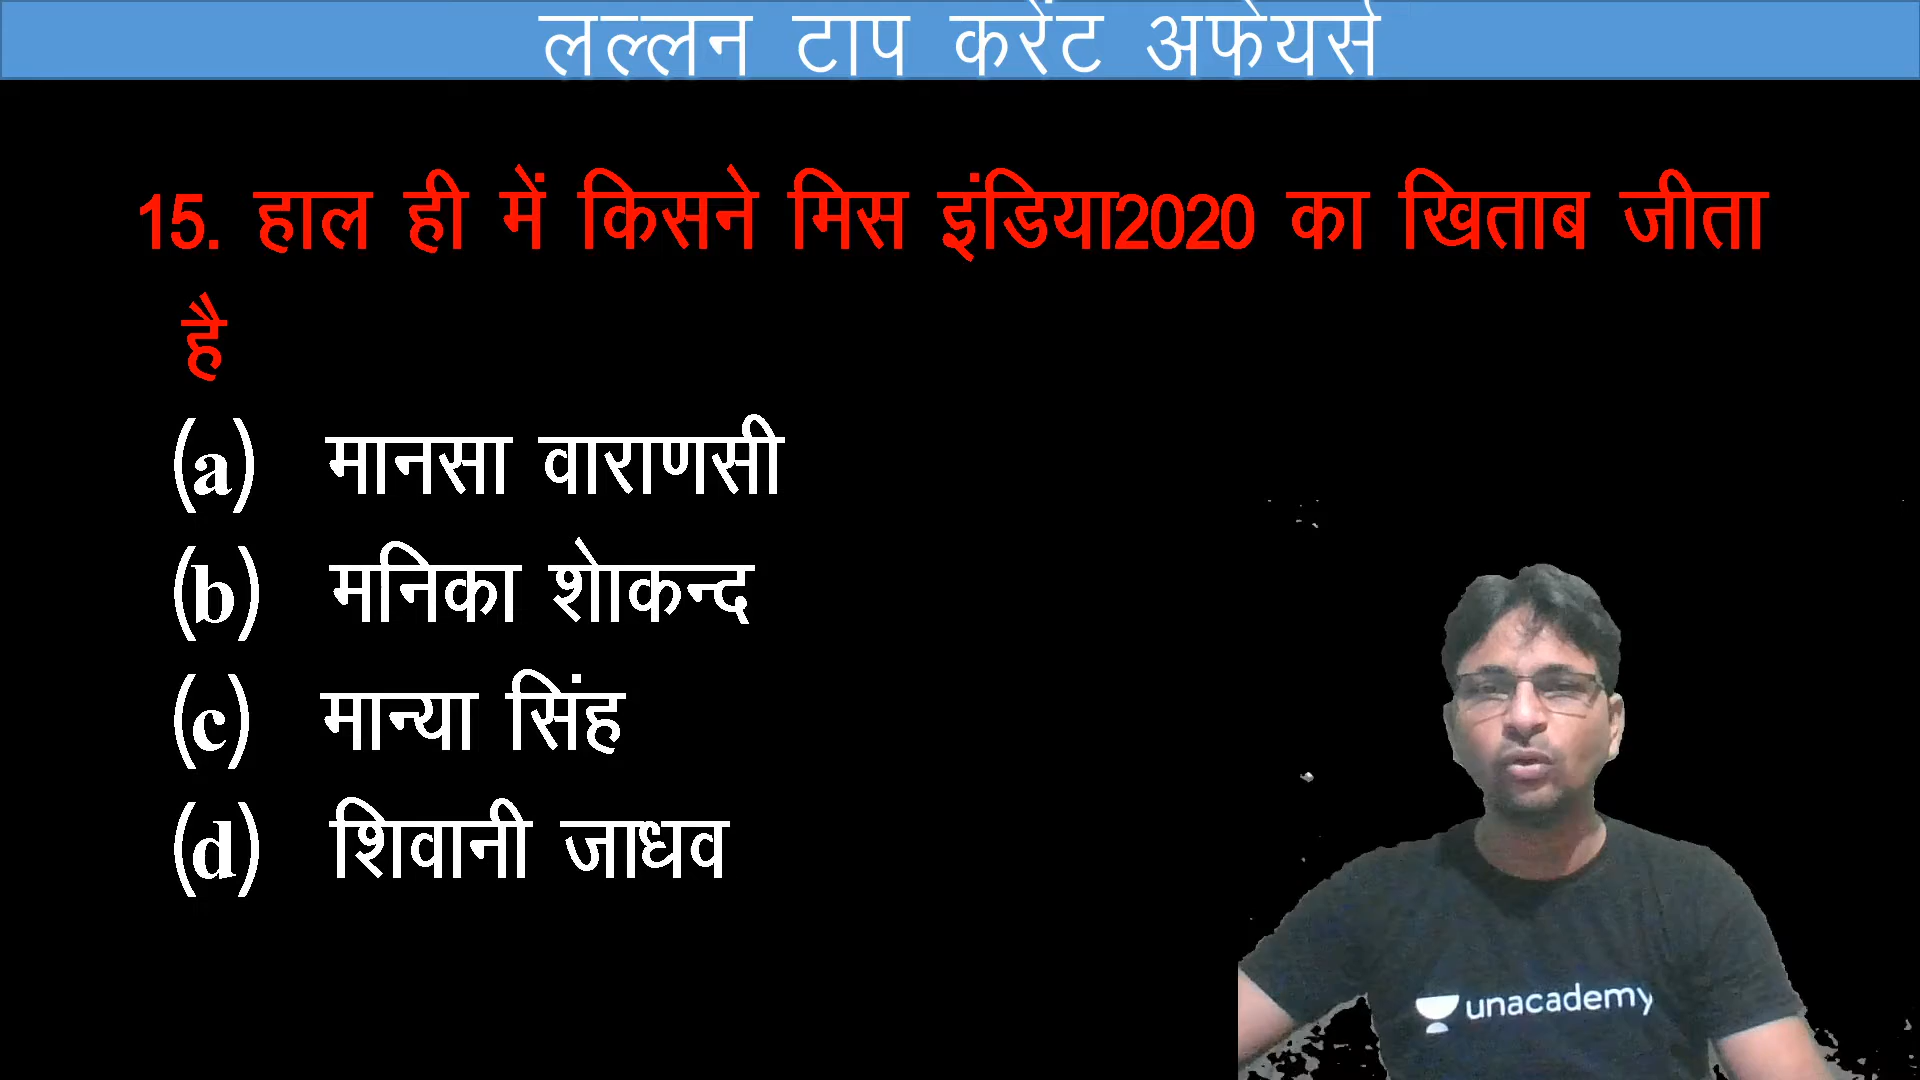 लल्लन टाप करेंट अफेयर्स
15. हाल ही में किसने मिस इंडिया2020 का खिताब जीता
है
(a) मानसा वाराणसी
(b) मनिका शोकन्द
(c) मान्या सिंह
(d) शिवानी जाधव
unacademy